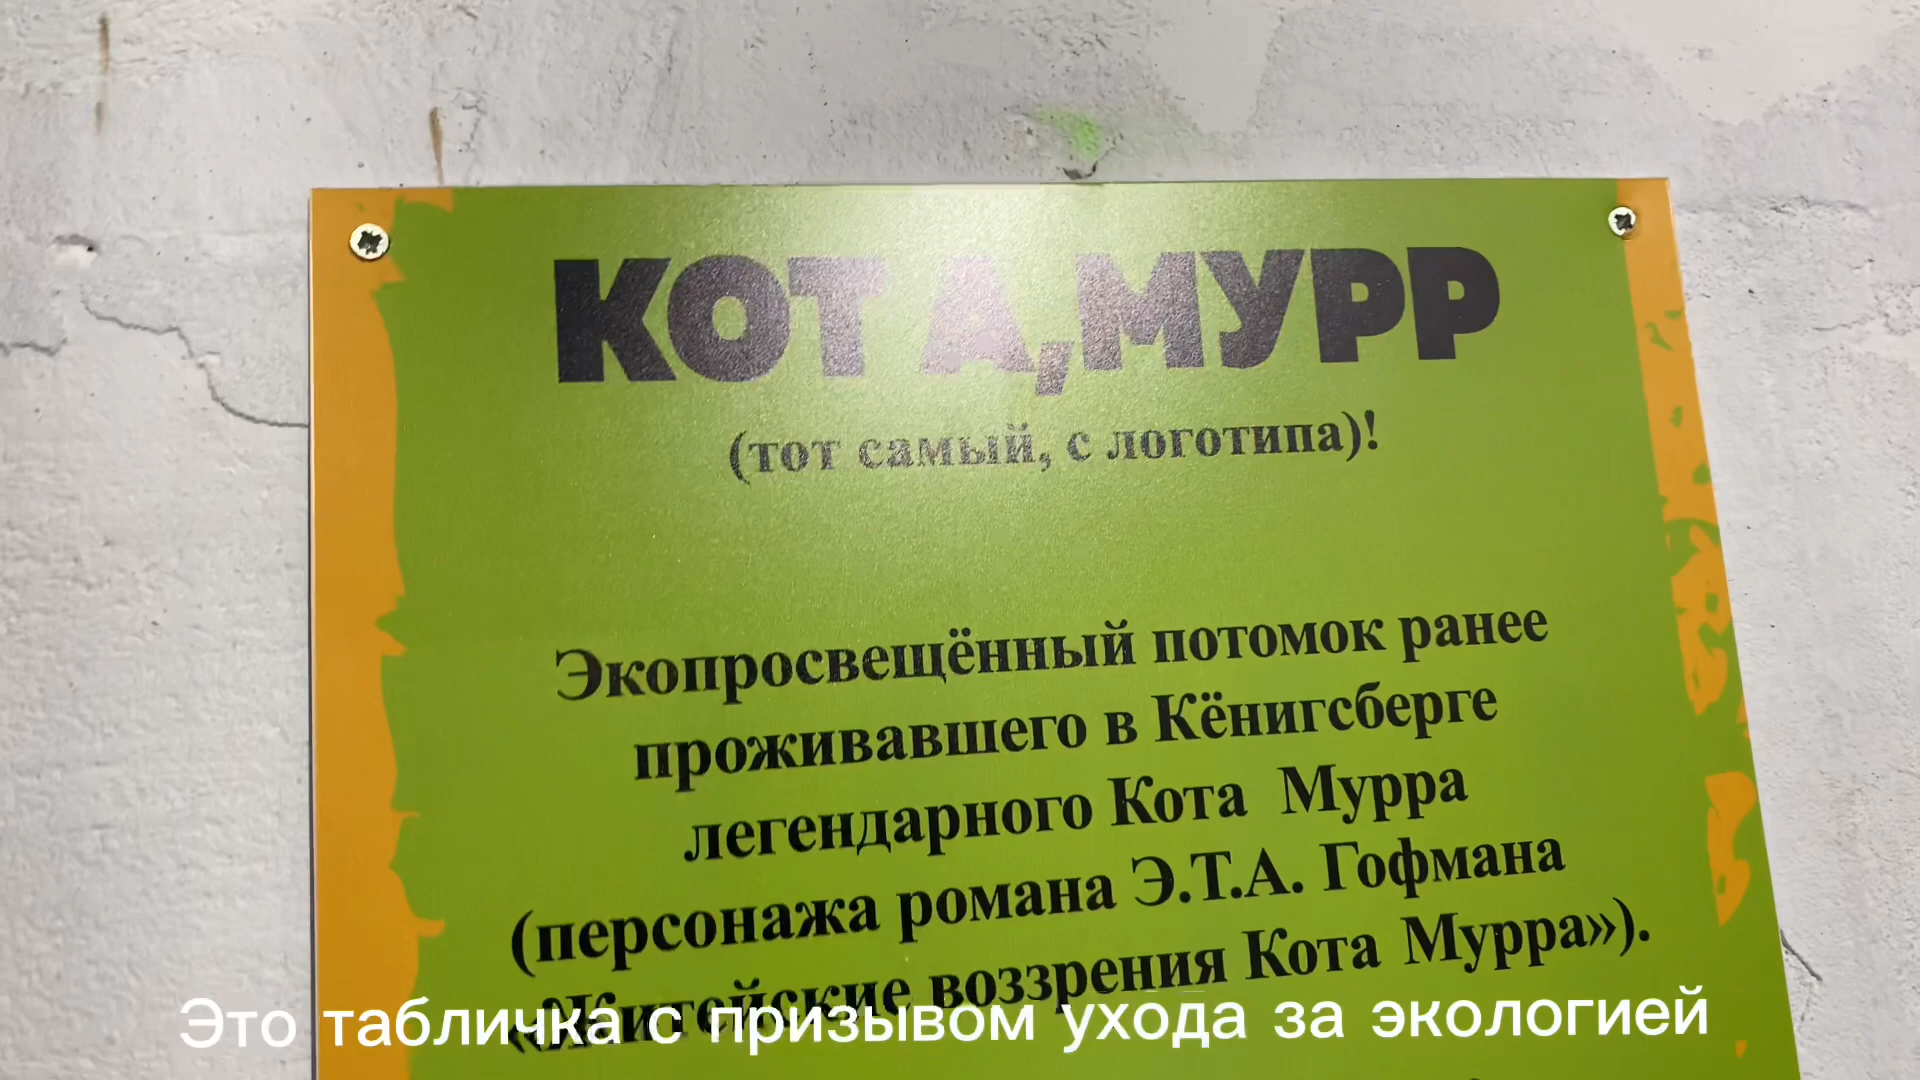 КОТ А,МУРР
(тот самый, с логотипа)!
Экопросвещённый потомок ранее
проживавшего в Кёнигсберге
легендарного Кота Мурра
(персонажа романа Э.Т.А. Гофмана
«Житейские воззрения Кота Мурра»).
Это табличка с призывом ухода за экологией